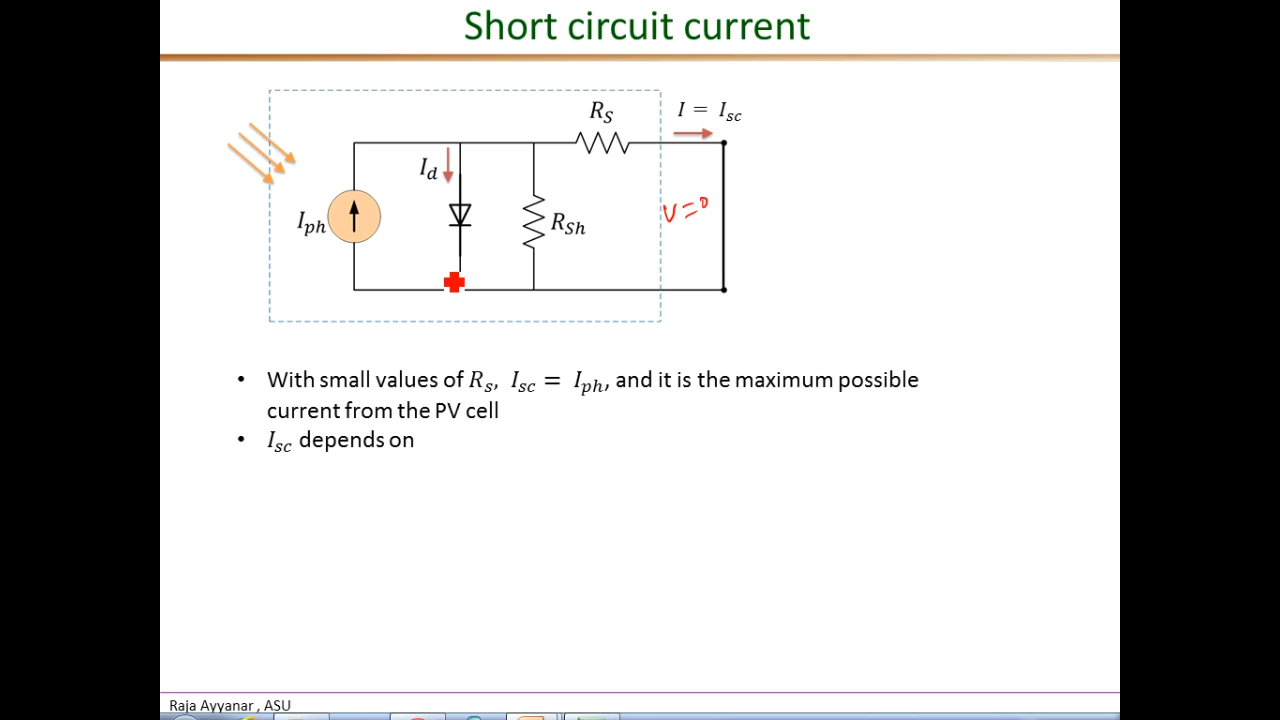 Short circuit current
R_S
I = I_sc
I_d
I_ph
R_Sh
V=0
• With small values of R_s, I_sc = I_ph, and it is the maximum possible
current from the PV cell
• I_sc depends on
Raja Ayyanar , ASU